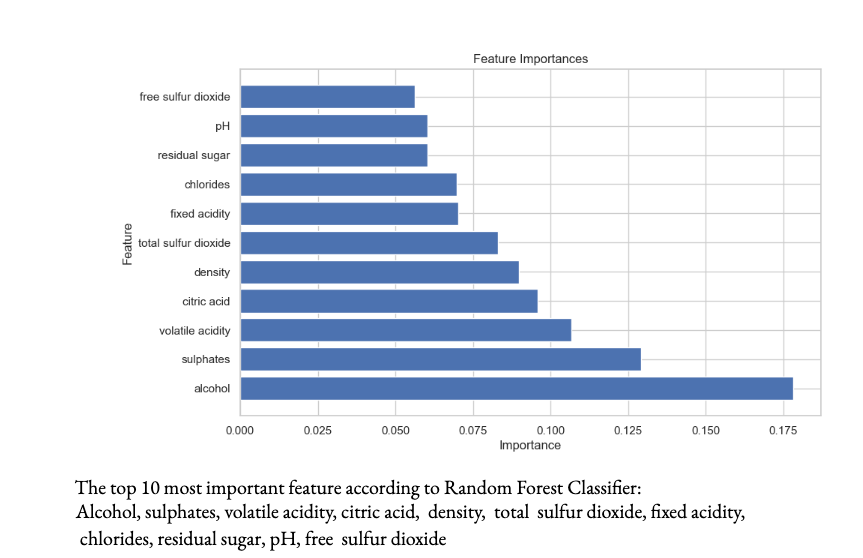 Feature Importances
free sulfur dioxide
pH
residual sugar
chlorides
fixed acidity
total sulfur dioxide
density
citric acid
volatile acidity
sulphates
alcohol
Feature
0.000 0.025 0.050 0.075 0.100 0.125 0.150 0.175
Importance
The top 10 most important feature according to Random Forest Classifier:
Alcohol, sulphates, volatile acidity, citric acid, density, total sulfur dioxide, fixed acidity,
chlorides, residual sugar, pH, free sulfur dioxide